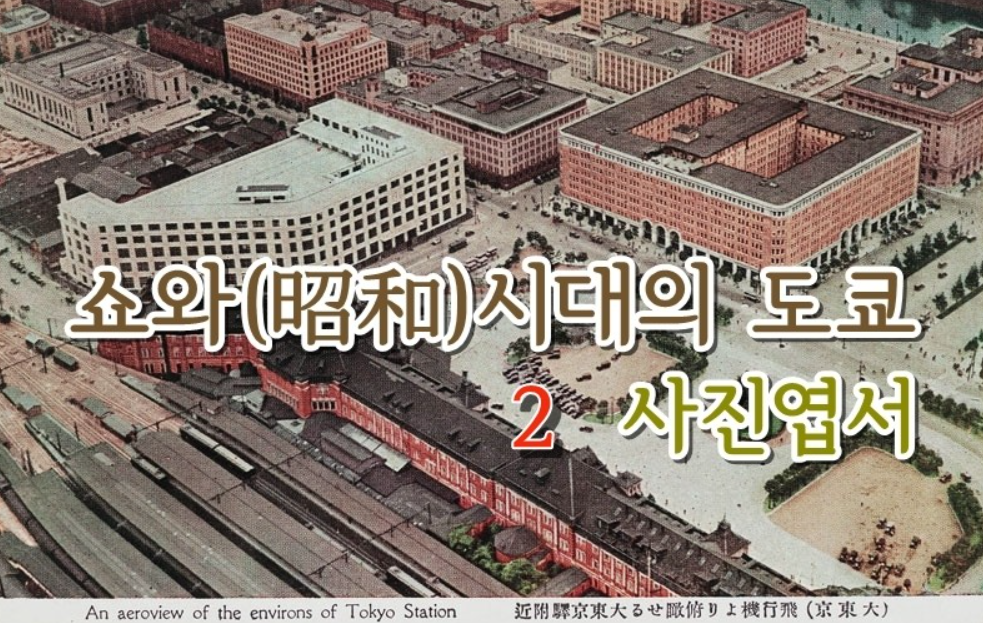 쇼와(昭和)시대의 도쿄
2 사진엽서
An aeroview of the environs of Tokyo Station
近附驛京東大るせ瞰俯りよ機行飛 (京東大)